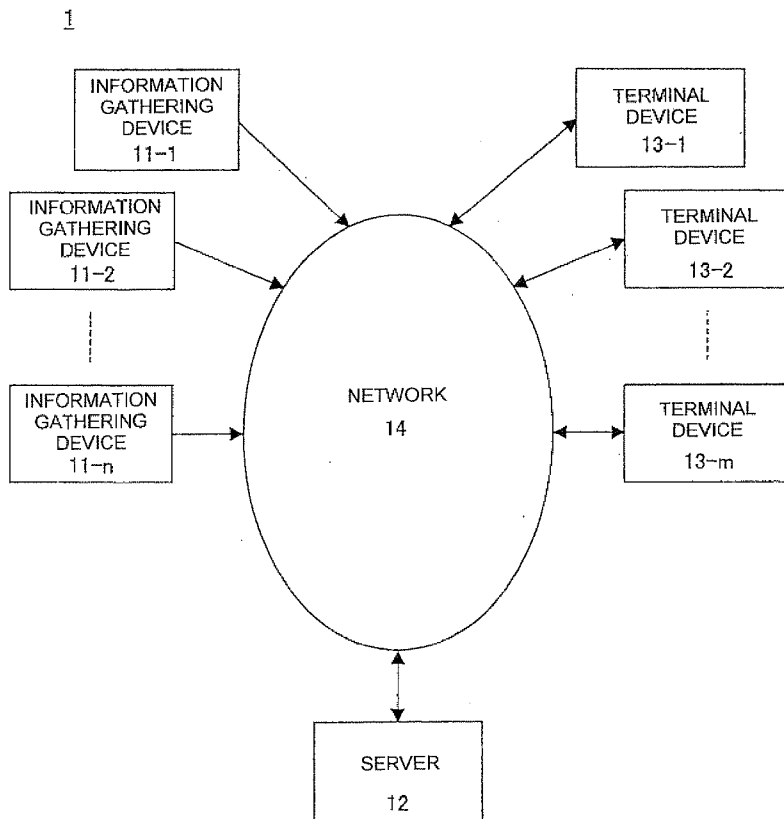 1
INFORMATION
GATHERING
DEVICE
11-1
TERMINAL
DEVICE
13-1
INFORMATION
GATHERING
DEVICE
11-2
TERMINAL
DEVICE
13-2
INFORMATION
GATHERING
DEVICE
11-n
NETWORK
14
TERMINAL
DEVICE
13-m
SERVER
12